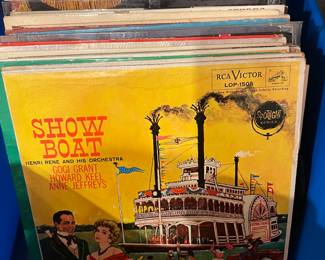 RCA VICTOR
LOP-1505
SHOW
BOAT
HENRI RENE AND HIS ORCHESTRA
GOGI GRANT
HOWARD KEEL
ANNE JEFFREYS